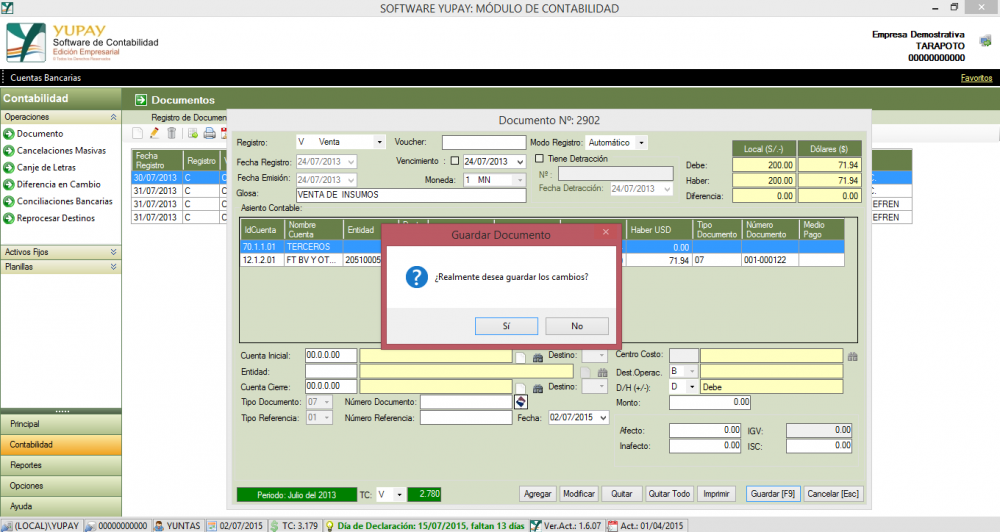 SOFTWARE YUPAY: MÓDULO DE CONTABILIDAD
YUPAY
Software de Contabilidad
Edición Empresarial
Empresa Demostrativa
TARAPOTO
00000000000
Cuentas Bancarias
Favoritos
Contabilidad
Documentos
Operaciones
Registro de Documen
Documento
Cancelaciones Masivas
Canje de Letras
Diferencia en Cambio
Conciliaciones Bancarias
Reprocesar Destinos
Activos Fijos
Planillas
Fecha Registro Registro V
30/07/2013 C C
31/07/2013 C C
31/07/2013 C C EFREN
31/07/2013 C C EFREN
Documento Nº: 2902
Registro: V Venta Voucher: Modo Registro: Automático
Local (S/.-) Dólares ($)
Fecha Registro: 24/07/2013 Vencimiento : 24/07/2013 Tiene Detracción
Debe: 200.00 71.94
Fecha Emisión: 24/07/2013 Moneda: 1 MN Nº :
Haber: 200.00 71.94
Glosa: VENTA DE INSUMOS Fecha Detracción: 24/07/2013
Diferencia: 0.00 0.00
Asiento Contable:
IdCuenta Nombre Cuenta Entidad Haber USD Tipo Documento Número Documento Medio Pago
70.1.1.01 TERCEROS 0.00
12.1.2.01 FT BV Y OT... 20510005 71.94 07 001-000122
Guardar Documento
¿Realmente desea guardar los cambios?
Sí No
Cuenta Inicial: 00.0.0.00 Destino: Centro Costo:
Entidad: Dest.Operac. B
Cuenta Cierre: 00.0.0.00 Destino: D/H (+/-): D Debe
Tipo Documento: 07 Número Documento: Monto: 0.00
Tipo Referencia: 01 Número Referencia: Fecha: 02/07/2015
Afecto: 0.00 IGV: 0.00
Inafecto: 0.00 ISC: 0.00
Principal
Contabilidad
Reportes
Opciones
Ayuda
Periodo: Julio del 2013 TC: V 2.780
Agregar Modificar Quitar Quitar Todo Imprimir Guardar [F9] Cancelar [Esc]
(LOCAL)\YUPAY 00000000000 YUNTAS 02/07/2015 TC: 3.179 Día de Declaración: 15/07/2015, faltan 13 días Ver.Act.: 1.6.07 Act.: 01/04/2015